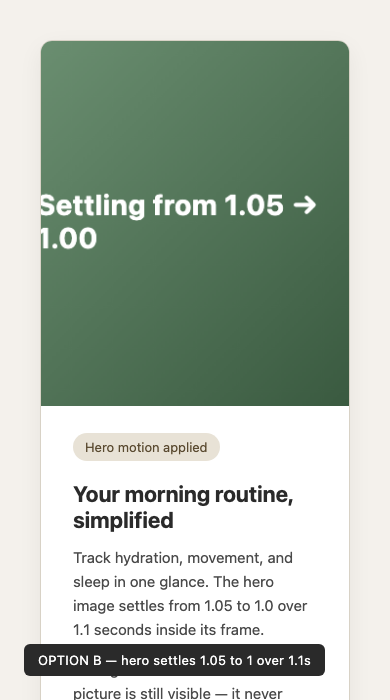 Settling from 1.05 →
1.00
Hero motion applied
Your morning routine,
simplified
Track hydration, movement, and
sleep in one glance. The hero
image settles from 1.05 to 1.0 over
1.1 seconds inside its frame.
OPTION B — hero settles 1.05 to 1 over 1.1s
picture is still visible — it never